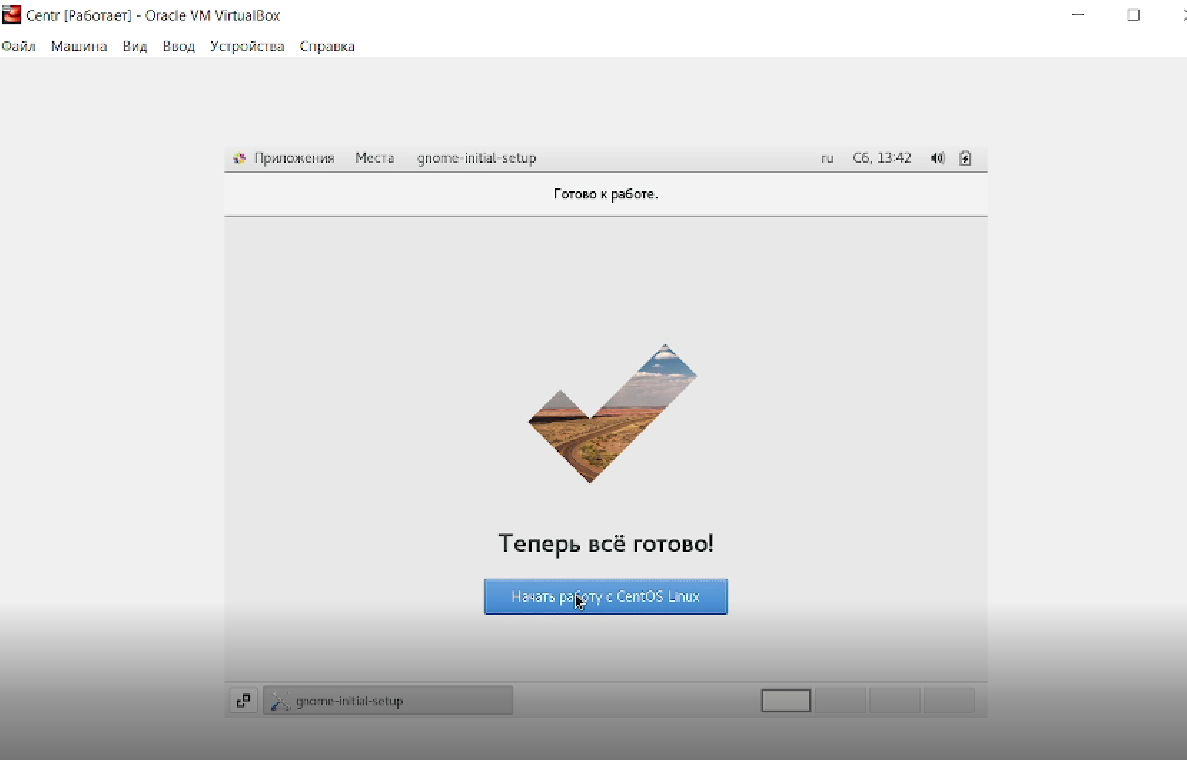 Centr [Работает] - Oracle VM VirtualBox
Файл Машина Вид Ввод Устройства Справка
Приложения Места gnome-initial-setup ru Сб, 13:42
Готово к работе.
Теперь всё готово!
Начать работу с CentOS Linux
gnome-initial-setup